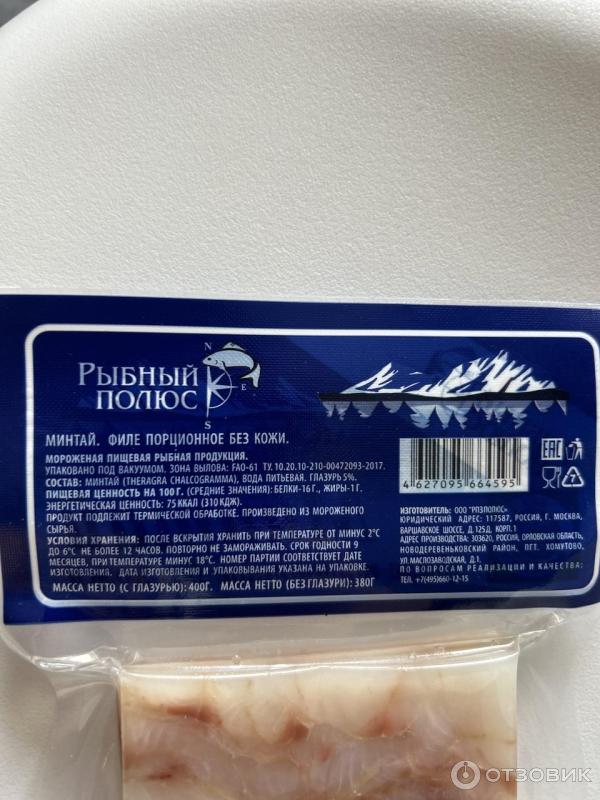 N
E
S
РЫБНЫЙ
ПОЛЮС
МИНТАЙ. ФИЛЕ ПОРЦИОННОЕ БЕЗ КОЖИ.
МОРОЖЕНАЯ ПИЩЕВАЯ РЫБНАЯ ПРОДУКЦИЯ.
УПАКОВАНО ПОД ВАКУУМОМ. ЗОНА ВЫЛОВА: FAO-61 ТУ.10.20.10-210-00472093-2017.
СОСТАВ: МИНТАЙ (THERAGRA CHALCOGRAMMA), ВОДА ПИТЬЕВАЯ. ГЛАЗУРЬ 5%.
ПИЩЕВАЯ ЦЕННОСТЬ НА 100 Г. (СРЕДНИЕ ЗНАЧЕНИЯ): БЕЛКИ-16 Г., ЖИРЫ-1 Г.
ЭНЕРГЕТИЧЕСКАЯ ЦЕННОСТЬ: 75 ККАЛ (310 КДЖ).
ПРОДУКТ ПОДЛЕЖИТ ТЕРМИЧЕСКОЙ ОБРАБОТКЕ. ПРОИЗВЕДЕНО ИЗ МОРОЖЕНОГО
СЫРЬЯ.
УСЛОВИЯ ХРАНЕНИЯ: ПОСЛЕ ВСКРЫТИЯ ХРАНИТЬ ПРИ ТЕМПЕРАТУРЕ ОТ МИНУС 2°С
ДО 6°С НЕ БОЛЕЕ 12 ЧАСОВ. ПОВТОРНО НЕ ЗАМОРАЖИВАТЬ. СРОК ГОДНОСТИ 9
МЕСЯЦЕВ, ПРИ ТЕМПЕРАТУРЕ МИНУС 18°С. НОМЕР ПАРТИИ СООТВЕТСТВУЕТ ДАТЕ
ИЗГОТОВЛЕНИЯ. ДАТА ИЗГОТОВЛЕНИЯ И УПАКОВЫВАНИЯ УКАЗАНА НА УПАКОВКЕ.
МАССА НЕТТО (С ГЛАЗУРЬЮ): 400Г. МАССА НЕТТО (БЕЗ ГЛАЗУРИ): 380Г
4 627095 664595
EAC
7
ИЗГОТОВИТЕЛЬ: ООО "РПЗПОЛЮС"
ЮРИДИЧЕСКИЙ АДРЕС: 117587, РОССИЯ, Г. МОСКВА,
ВАРШАВСКОЕ ШОССЕ, Д.125Д, КОРП.1
АДРЕС ПРОИЗВОДСТВА: 303620, РОССИЯ, ОРЛОВСКАЯ ОБЛАСТЬ,
НОВОДЕРЕВЕНЬКОВСКИЙ РАЙОН, ПГТ. ХОМУТОВО,
УЛ.МАСЛОЗАВОДСКАЯ, Д.1.
ПО ВОПРОСАМ РЕАЛИЗАЦИИ И КАЧЕСТВА:
ТЕЛ. +7(495)660-12-15
ОТЗОВИК